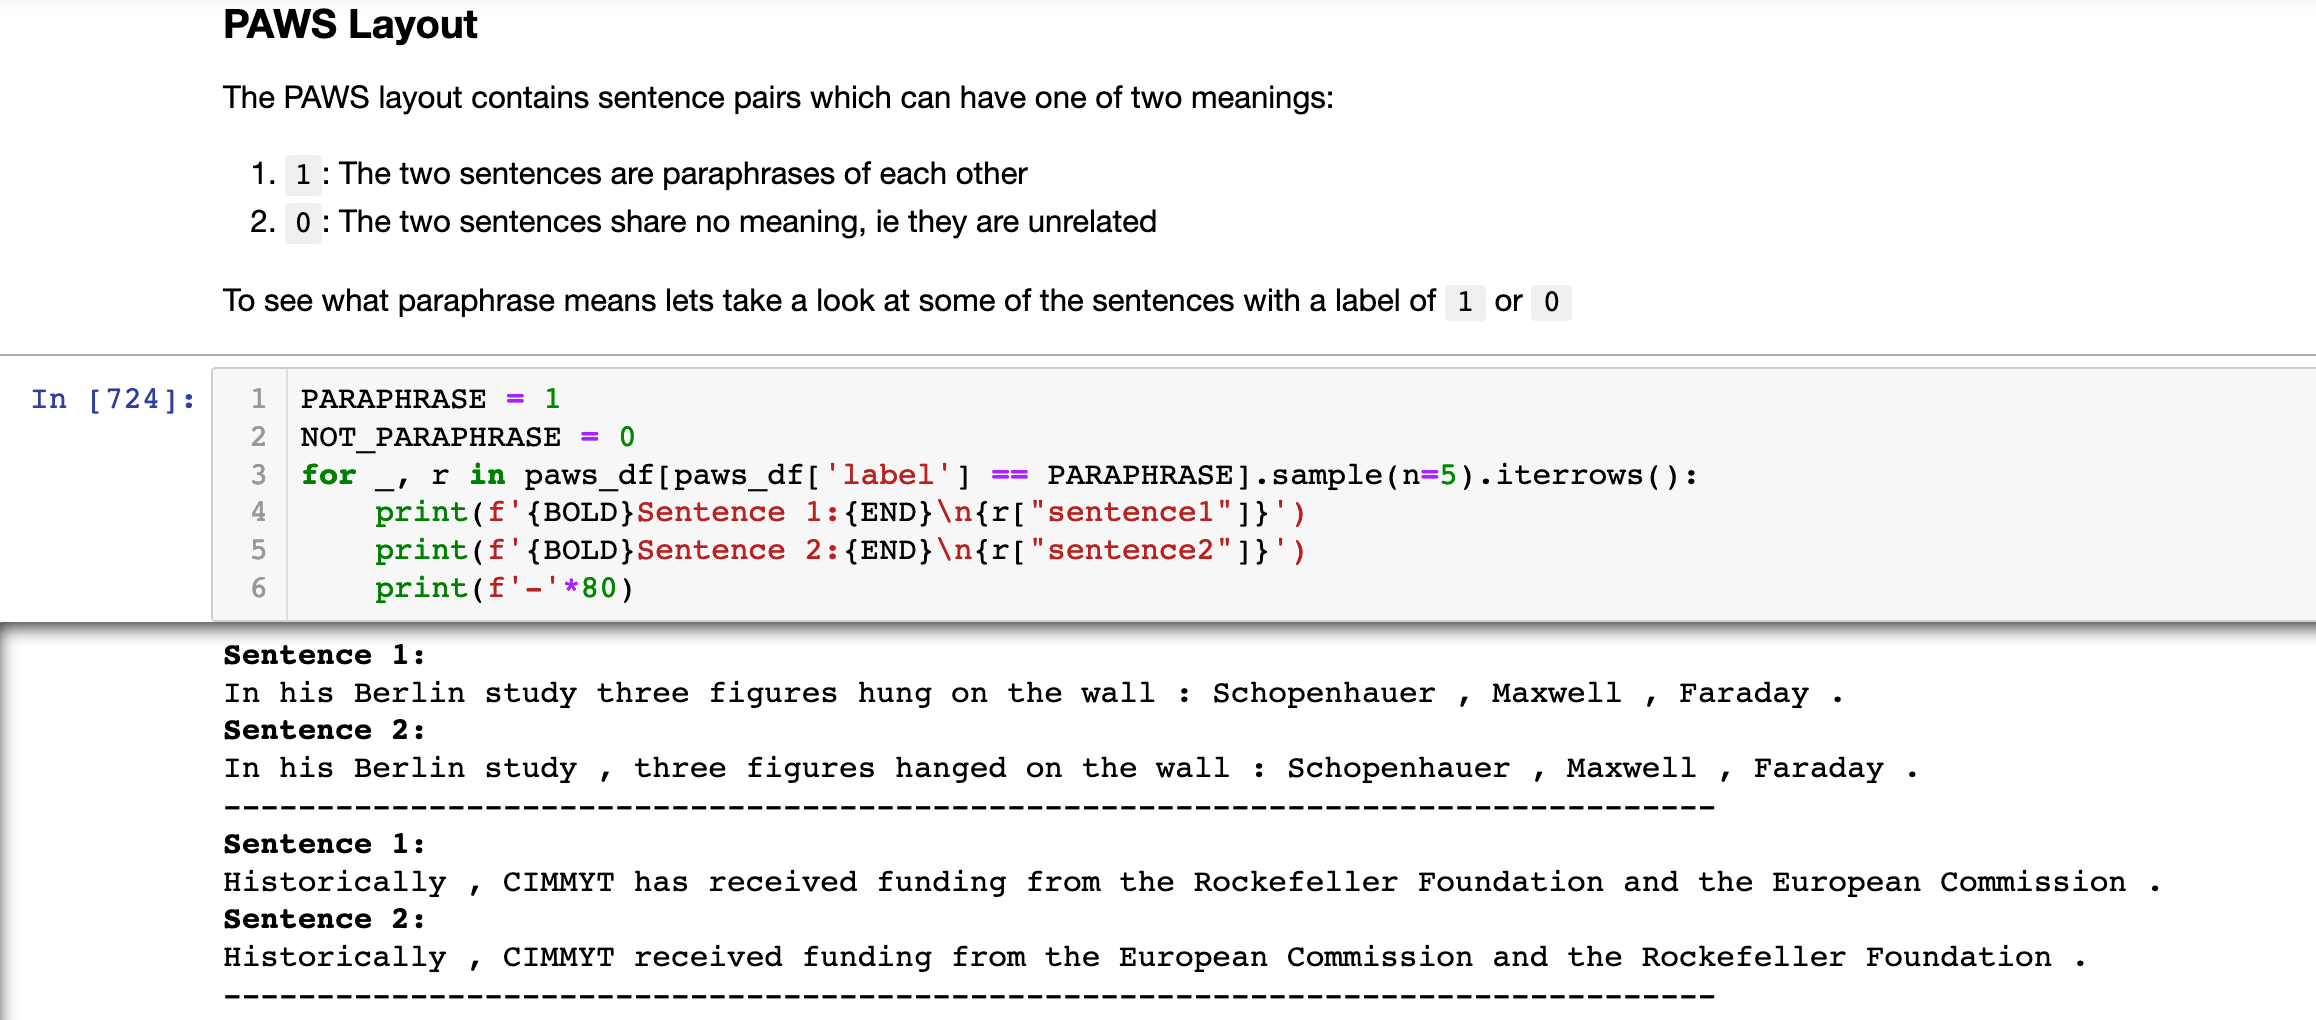 PAWS Layout
The PAWS layout contains sentence pairs which can have one of two meanings:
1. 1 : The two sentences are paraphrases of each other
2. 0 : The two sentences share no meaning, ie they are unrelated
To see what paraphrase means lets take a look at some of the sentences with a label of 1 or 0
In [724]:
1 PARAPHRASE = 1
2 NOT_PARAPHRASE = 0
3 for _, r in paws_df[paws_df['label'] == PARAPHRASE].sample(n=5).iterrows():
4     print(f'{BOLD}Sentence 1:{END}\n{r["sentence1"]}')
5     print(f'{BOLD}Sentence 2:{END}\n{r["sentence2"]}')
6     print(f'-'*80)
Sentence 1:
In his Berlin study three figures hung on the wall : Schopenhauer , Maxwell , Faraday .
Sentence 2:
In his Berlin study , three figures hanged on the wall : Schopenhauer , Maxwell , Faraday .
--------------------------------------------------------------------------------
Sentence 1:
Historically , CIMMYT has received funding from the Rockefeller Foundation and the European Commission .
Sentence 2:
Historically , CIMMYT received funding from the European Commission and the Rockefeller Foundation .
--------------------------------------------------------------------------------